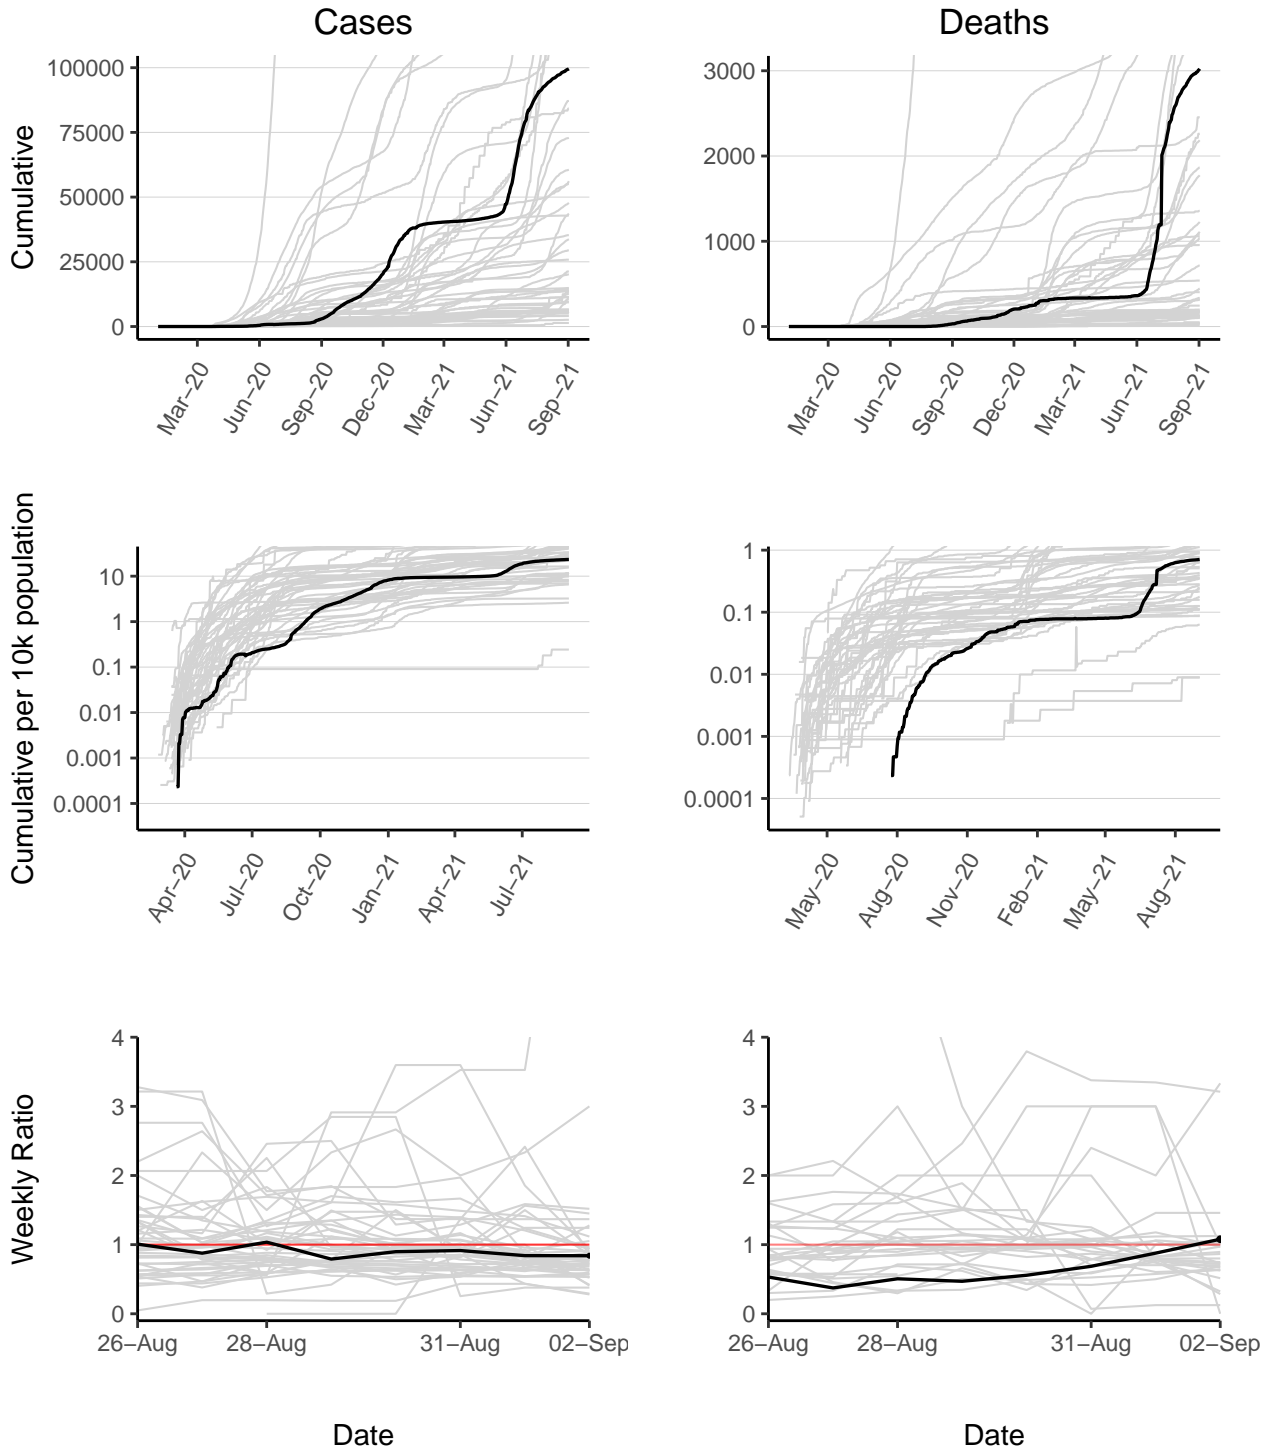 Cases
Deaths
Cumulative
100000
75000
50000
25000
0
Mar−20
Jun−20
Sep−20
Dec−20
Mar−21
Jun−21
Sep−21
3000
2000
1000
0
Mar−20
Jun−20
Sep−20
Dec−20
Mar−21
Jun−21
Sep−21
Cumulative per 10k population
10
1
0.1
0.01
0.001
0.0001
Apr−20
Jul−20
Oct−20
Jan−21
Apr−21
Jul−21
1
0.1
0.01
0.001
0.0001
May−20
Aug−20
Nov−20
Feb−21
May−21
Aug−21
Weekly Ratio
4
3
2
1
0
26−Aug
28−Aug
31−Aug
02−Sep
4
3
2
1
0
26−Aug
28−Aug
31−Aug
02−Sep
Date
Date